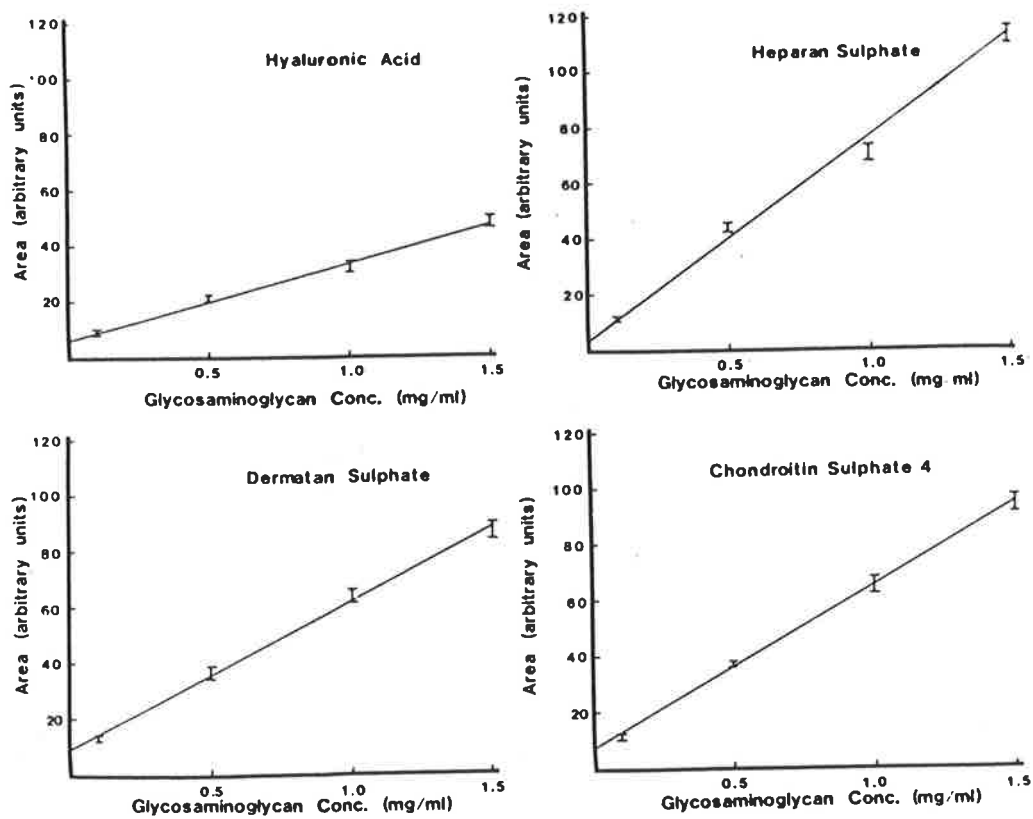 Hyaluronic Acid
Area (arbitrary units)
120
100
80
60
40
20
0.5 1.0 1.5
Glycosaminoglycan Conc. (mg/ml)
Heparan Sulphate
Area (arbitrary units)
120
100
80
60
40
20
0.5 1.0 1.5
Glycosaminoglycan Conc. (mg ml)
Dermatan Sulphate
Area (arbitrary units)
120
100
80
60
40
20
0.5 1.0 1.5
Glycosaminoglycan Conc. (mg/ml)
Chondroitin Sulphate 4
Area (arbitrary units)
120
100
80
60
40
20
0.5 1.0 1.5
Glycosaminoglycan Conc. (mg/ml)